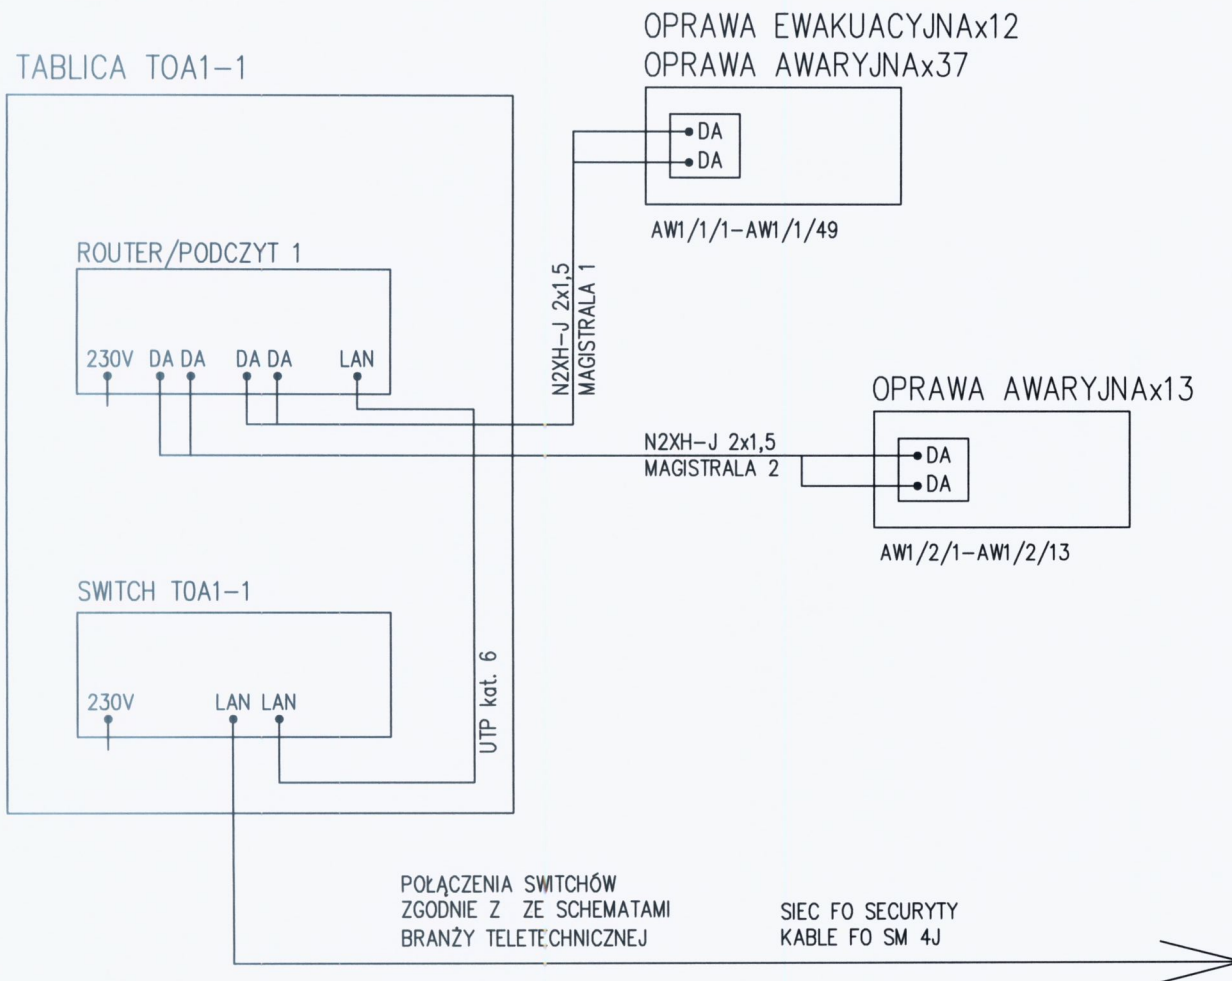 TABLICA TOA1-1
OPRAWA EWAKUACYJNAx12
OPRAWA AWARYJNAx37
DA
DA
AW1/1/1-AW1/1/49
ROUTER/PODCZYT 1
230V DA DA DA DA LAN
N2XH-J 2x1,5
MAGISTRALA 1
OPRAWA AWARYJNAx13
N2XH-J 2x1,5
MAGISTRALA 2
DA
DA
AW1/2/1-AW1/2/13
SWITCH TOA1-1
230V LAN LAN
UTP kat. 6
POŁĄCZENIA SWITCHÓW
ZGODNIE Z ZE SCHEMATAMI
BRANŻY TELETECHNICZNEJ
SIEC FO SECURYTY
KABLE FO SM 4J